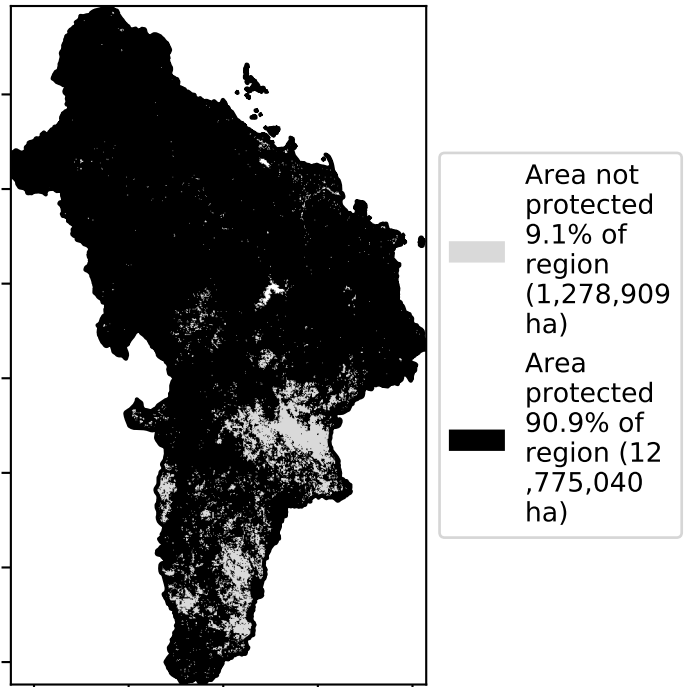 Area not
protected
9.1% of
region
(1,278,909
ha)
Area
protected
90.9% of
region (12
,775,040
ha)